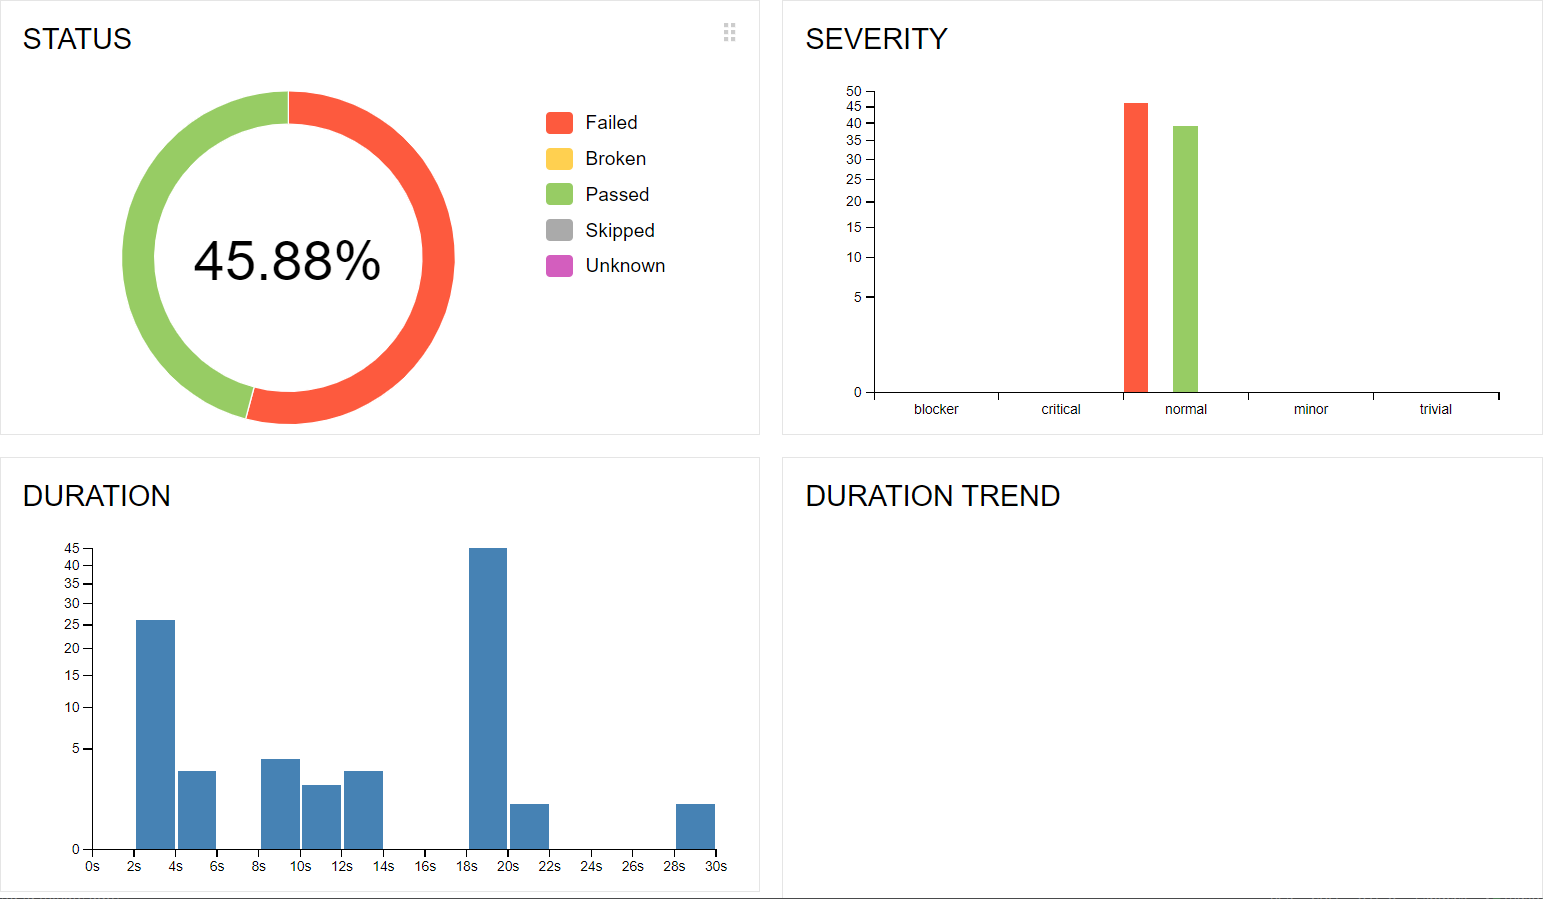 STATUS
45.88%
Failed
Broken
Passed
Skipped
Unknown
SEVERITY
50
45
40
35
30
25
20
15
10
5
0
blocker critical normal minor trivial
DURATION
45
40
35
30
25
20
15
10
5
0
0s 2s 4s 6s 8s 10s 12s 14s 16s 18s 20s 22s 24s 26s 28s 30s
DURATION TREND